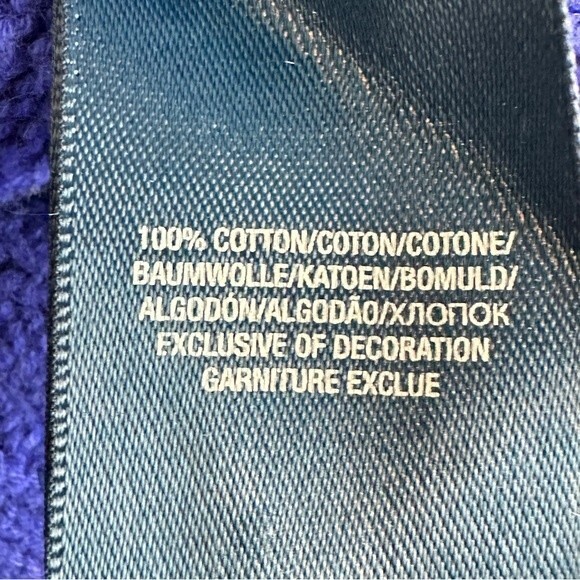 100% COTTON/COTON/COTONE/
BAUMWOLLE/KATOEN/BOMULD/
ALGODÓN/ALGODÃO/ХЛОПОК
EXCLUSIVE OF DECORATION
GARNITURE EXCLUE